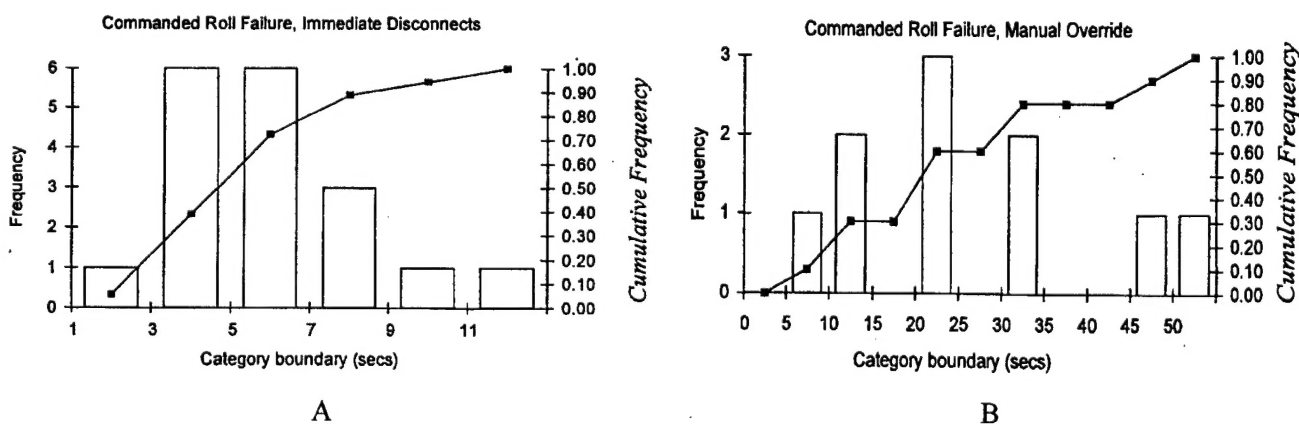 Commanded Roll Failure, Immediate Disconnects
Frequency
6
5
4
3
2
1
0
1.00
0.90
0.80
0.70
0.60
0.50
0.40
0.30
0.20
0.10
0.00
Cumulative Frequency
1 3 5 7 9 11
Category boundary (secs)
A
Commanded Roll Failure, Manual Override
Frequency
3
2
1
0
1.00
0.90
0.80
0.70
0.60
0.50
0.40
0.30
0.20
0.10
0.00
Cumulative Frequency
0 5 10 15 20 25 30 35 40 45 50
Category boundary (secs)
B